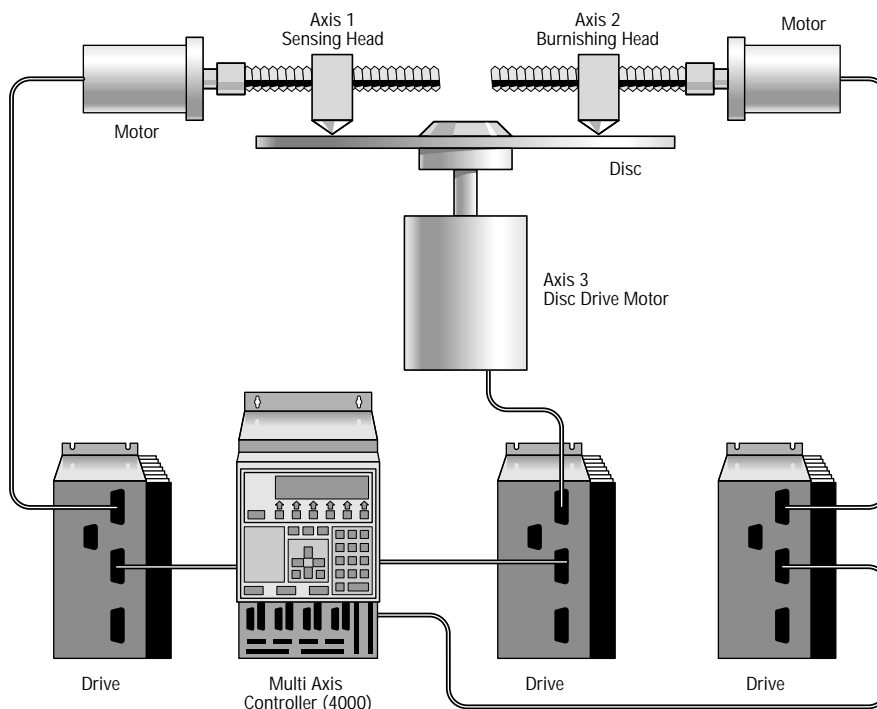 Axis 1
Sensing Head
Axis 2
Burnishing Head
Motor
Motor
Disc
Axis 3
Disc Drive Motor
Drive
Multi Axis
Controller (4000)
Drive
Drive